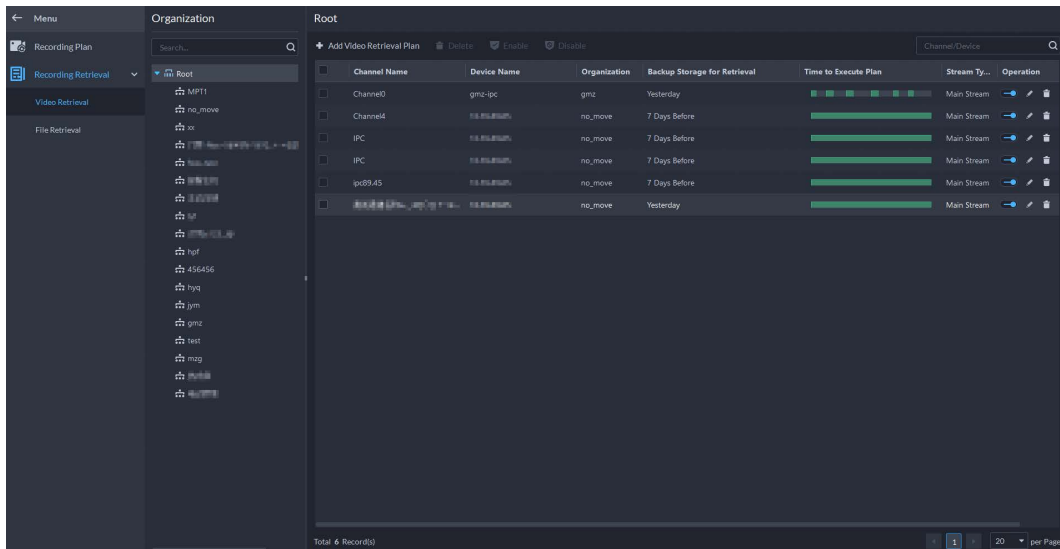 Menu
Recording Plan
Recording Retrieval
Video Retrieval
File Retrieval
Organization
Search...
Root
MPT1
no_move
xx
hpf
456456
hyq
jym
gmz
test
mzg
Root
Add Video Retrieval Plan Delete Enable Disable Channel/Device
Channel Name Device Name Organization Backup Storage for Retrieval Time to Execute Plan Stream Ty... Operation
Channel0 gmz-ipc gmz Yesterday Main Stream
Channel4 no_move 7 Days Before Main Stream
IPC no_move 7 Days Before Main Stream
IPC no_move 7 Days Before Main Stream
ipc89.45 no_move 7 Days Before Main Stream
no_move Yesterday Main Stream
Total 6 Record(s) 1 20 per Page